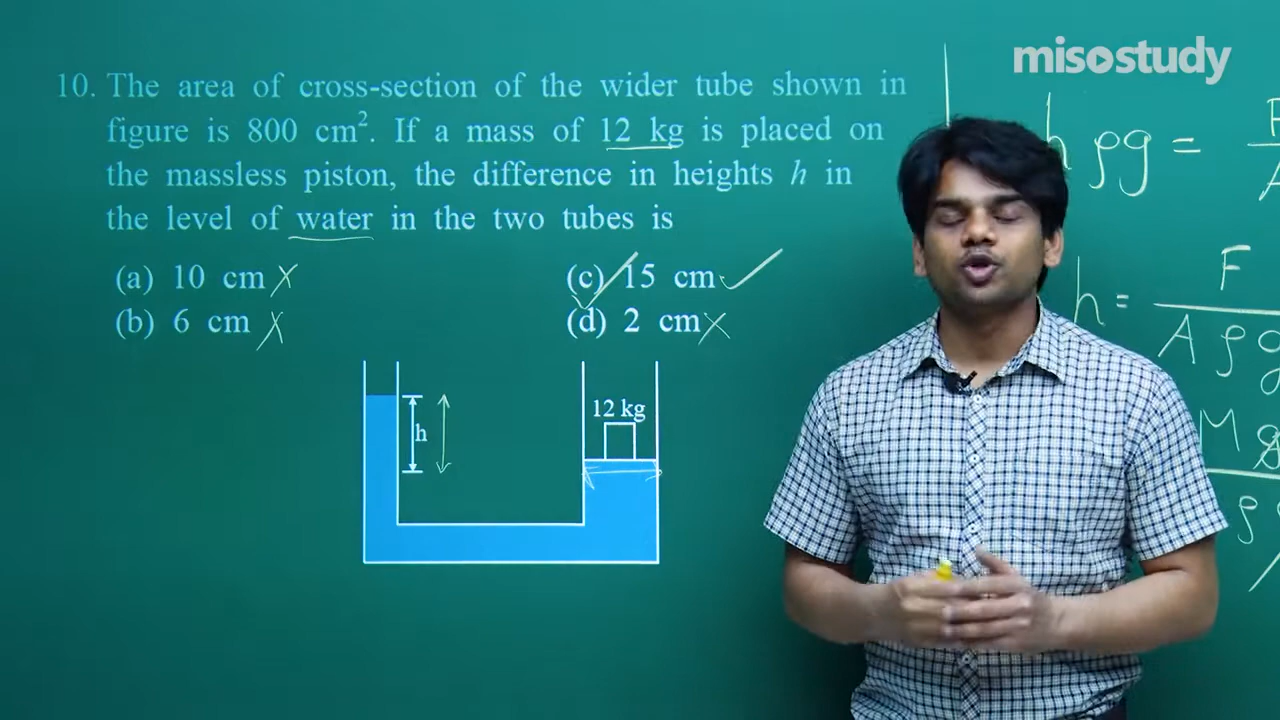 misostudy
10. The area of cross-section of the wider tube shown in
figure is 800 cm². If a mass of 12 kg is placed on
the massless piston, the difference in heights h in
the level of water in the two tubes is
(a) 10 cm
(c) 15 cm
(b) 6 cm
(d) 2 cm
12 kg
h
h ρg =
h = F
A ρg
M g
ρ